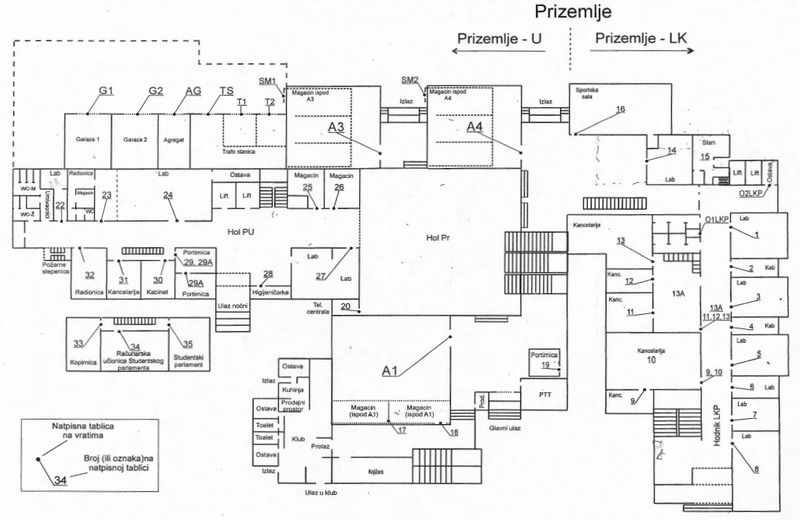 Prizemlje
Prizemlje - U
Prizemlje - LK
G1
G2
AG
TS
T1
T2
SM1
SM2
Magacin ispod
A3
Magacin ispod
A4
Izlaz
Izlaz
Sportska
sala
16
Garaza 1
Garaza 2
Agregat
Trafo stanica
A3
A4
14
Stan
15
Lab
Lift
Lift
Ostava
O2LKP
Lab
Radionica
Lab
Ostava
Magacin
Magacin
WC-M
WC-Ž
22
Magacin
WC
23
24
Lift
Lift
25
26
Hol PU
Hol Pr
Kancelarija
O1LKP
Lab
1
13
Požarne
stepenice
32
31
30
Portirnica
29, 29A
29A
28
27
Lab
Lab
Radionica
Kancelarija
Kabinet
Portirnica
Ulaz noćni
Higijeničarke
Tel.
centrala
20
Kanc.
12
Kanc.
11
13A
13A
11, 12, 13
2
Kab
3
Lab
4
Kab
33
34
35
Kopirnica
Računarska
učionica Studentskog
parlamenta
Studentski
parlament
A1
Portirnica
19
Kancelarija
10
9, 10
5
Lab
6
Lab
Ostava
Izlaz
Kuhinja
Prodajni
prostor
Ostava
Toalet
Toalet
Ostava
Izlaz
Klub
Prolaz
Ulaz u klub
Magacin
(ispod A1)
Magacin
(ispod A1)
17
18
Prod.
PTT
Glavni ulaz
Kanc.
9
Hodnik LKP
7
Lab
Lab
8
Natpisna tablica
na vratima
Broj (ili oznaka)na
natpisnoj tablici
34